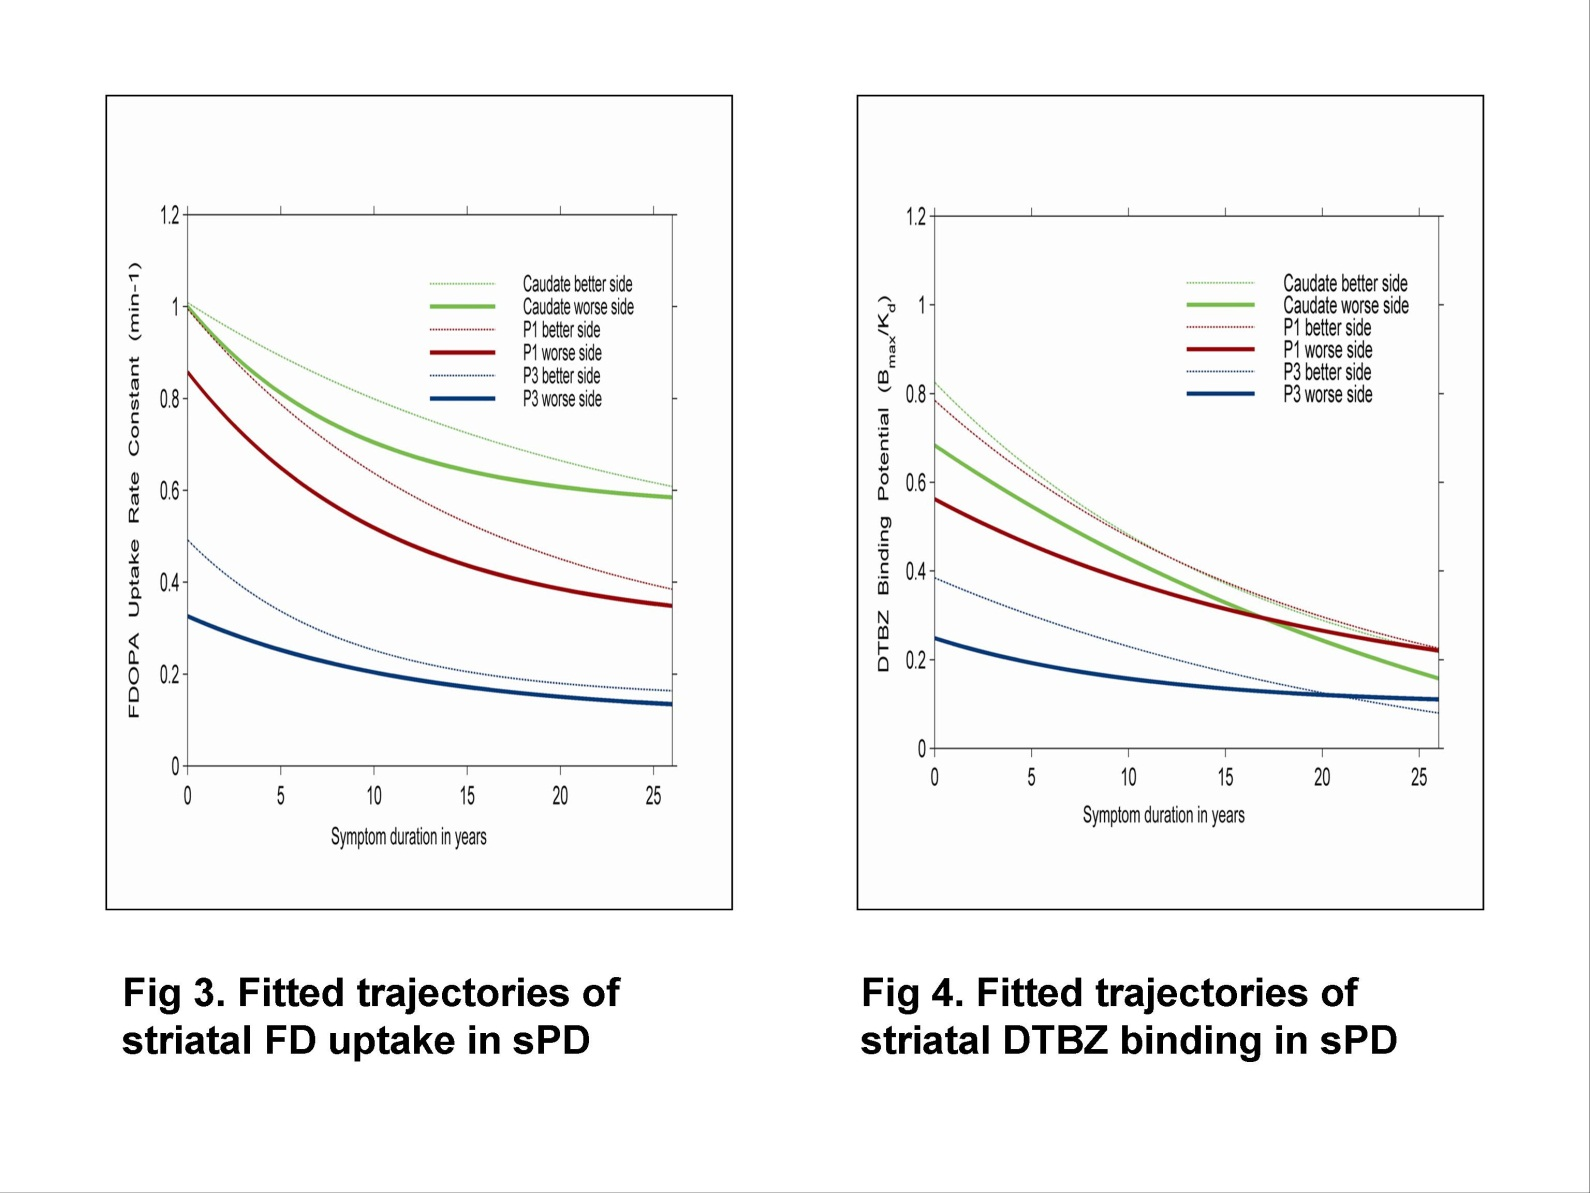 1.2
1
0.8
0.6
0.4
0.2
0
0 5 10 15 20 25
FDOPA Uptake Rate Constant (min-1)
Symptom duration in years
Caudate better side
Caudate worse side
P1 better side
P1 worse side
P3 better side
P3 worse side
Fig 3. Fitted trajectories of
striatal FD uptake in sPD
1.2
1
0.8
0.6
0.4
0.2
0
0 5 10 15 20 25
DTBZ Binding Potential (Bmax/Kd)
Symptom duration in years
Caudate better side
Caudate worse side
P1 better side
P1 worse side
P3 better side
P3 worse side
Fig 4. Fitted trajectories of
striatal DTBZ binding in sPD